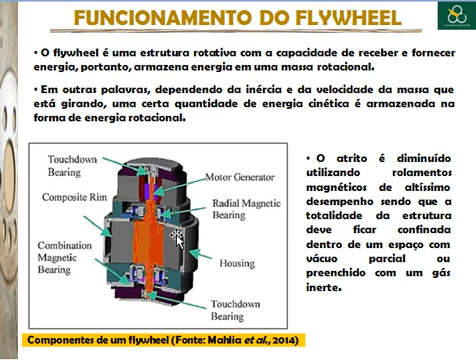 FUNCIONAMENTO DO FLYWHEEL
• O flywheel é uma estrutura rotativa com a capacidade de receber e fornecer
energia, portanto, armazena energia em uma massa rotacional.
• Em outras palavras, dependendo da inércia e da velocidade da massa que
está girando, uma certa quantidade de energia cinética é armazenada na
forma de energia rotacional.
Touchdown
Bearing
Motor Generator
Composite Rim
Radial Magnetic
Bearing
Combination
Magnetic
Bearing
Housing
Touchdown
Bearing
• O atrito é diminuído
utilizando rolamentos
magnéticos de altíssimo
desempenho sendo que a
totalidade da estrutura
deve ficar confinada
dentro de um espaço com
vácuo parcial ou
preenchido com um gás
inerte.
Componentes de um flywheel (Fonte: Mahlia et al., 2014)